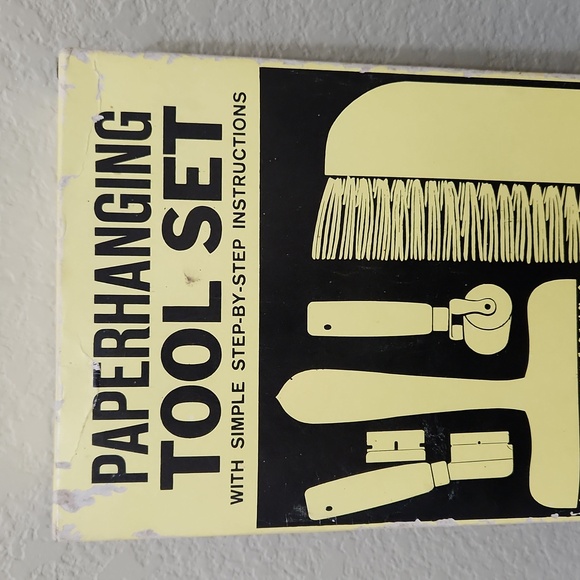 PAPERHANGING
TOOL SET
WITH SIMPLE STEP-BY-STEP INSTRUCTIONS